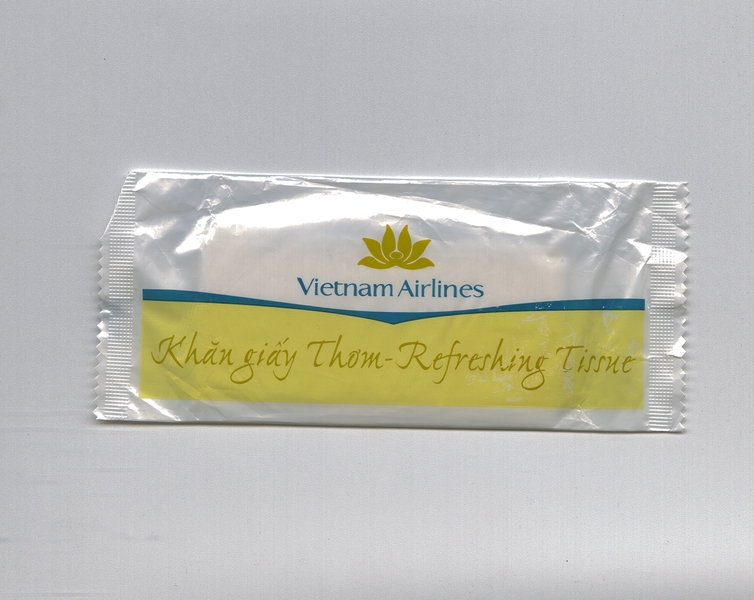 Vietnam Airlines
Khăn giấy Thơm-Refreshing Tissue